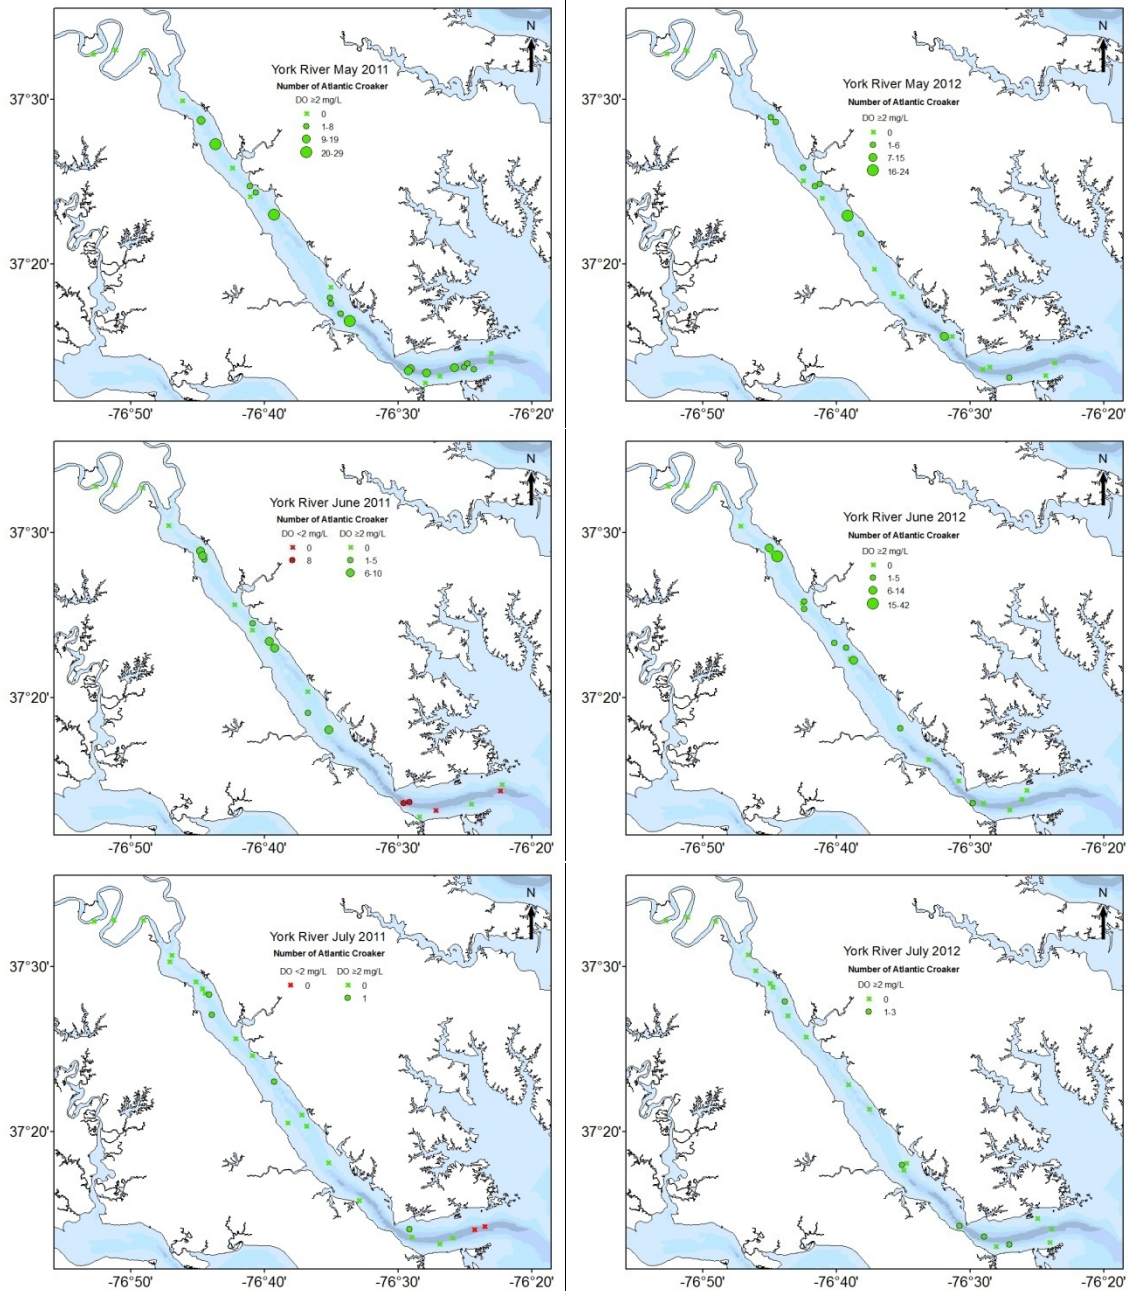 N
York River May 2011
Number of Atlantic Croaker
DO ≥2 mg/L
0
1-8
9-19
20-29
37°30'
37°20'
-76°50' -76°40' -76°30' -76°20'
N
York River May 2012
Number of Atlantic Croaker
DO ≥2 mg/L
0
1-6
7-15
16-24
37°30'
37°20'
-76°50' -76°40' -76°30' -76°20'
N
York River June 2011
Number of Atlantic Croaker
DO <2 mg/L DO ≥2 mg/L
0 0
8 1-5
6-10
37°30'
37°20'
-76°50' -76°40' -76°30' -76°20'
N
York River June 2012
Number of Atlantic Croaker
DO ≥2 mg/L
0
1-5
6-14
15-42
37°30'
37°20'
-76°50' -76°40' -76°30' -76°20'
N
York River July 2011
Number of Atlantic Croaker
DO <2 mg/L DO ≥2 mg/L
0 0
1
37°30'
37°20'
-76°50' -76°40' -76°30' -76°20'
N
York River July 2012
Number of Atlantic Croaker
DO ≥2 mg/L
0
1-3
37°30'
37°20'
-76°50' -76°40' -76°30' -76°20'